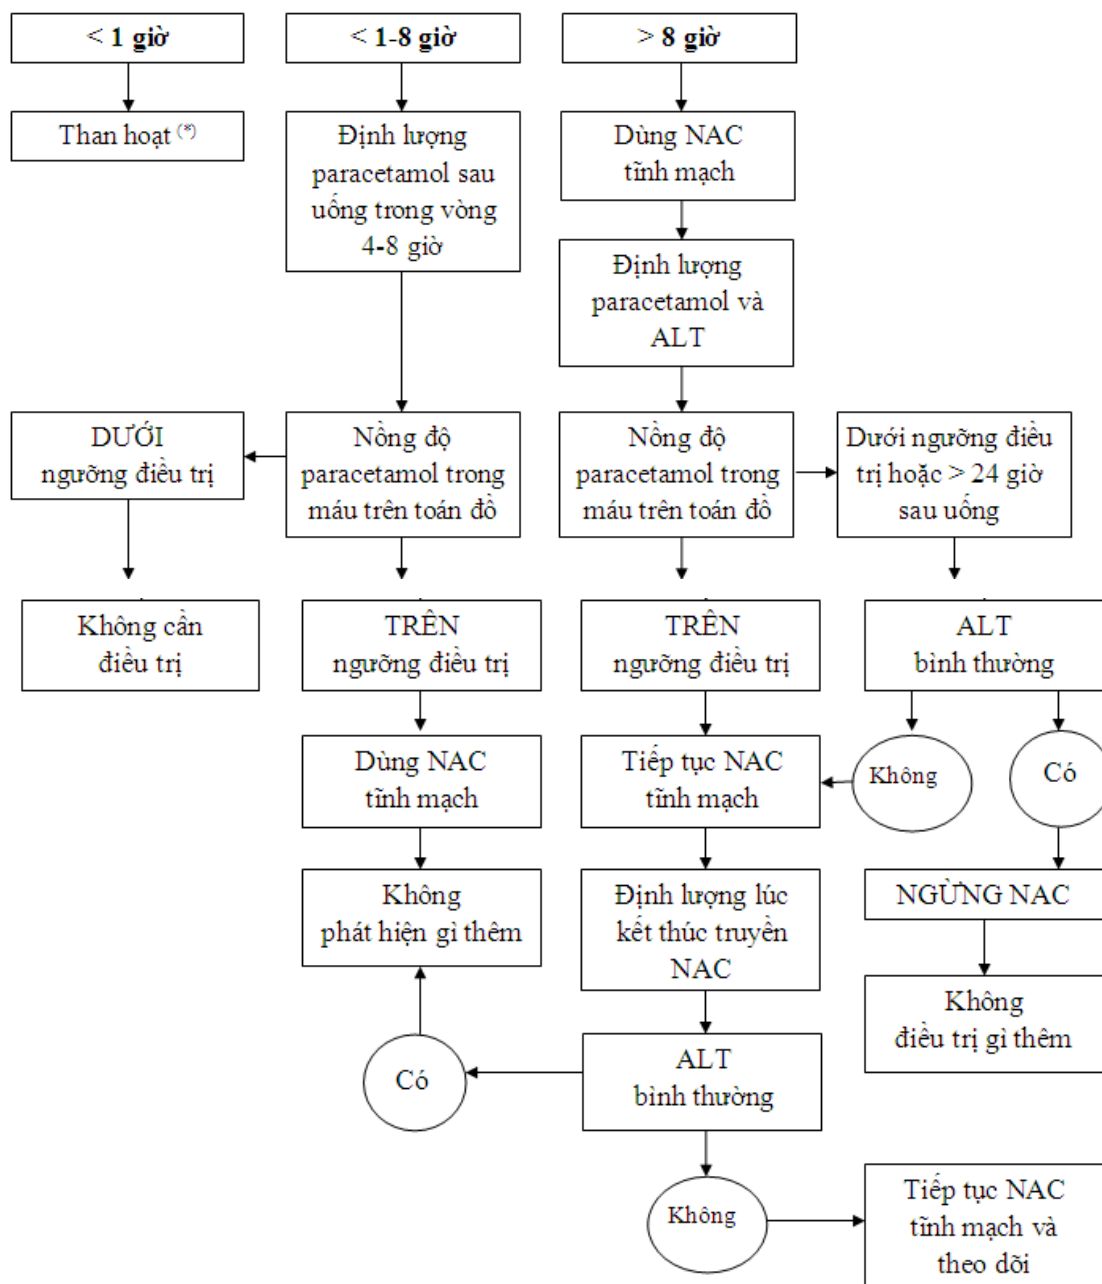 < 1 giờ
< 1-8 giờ
> 8 giờ
Than hoạt (*)
Định lượng
paracetamol sau
uống trong vòng
4-8 giờ
Dùng NAC
tĩnh mạch
Định lượng
paracetamol và
ALT
DƯỚI
ngưỡng điều trị
Nồng độ
paracetamol trong
máu trên toán đồ
Nồng độ
paracetamol trong
máu trên toán đồ
Dưới ngưỡng điều
trị hoặc > 24 giờ
sau uống
Không cần
điều trị
TRÊN
ngưỡng điều trị
TRÊN
ngưỡng điều trị
ALT
bình thường
Dùng NAC
tĩnh mạch
Tiếp tục NAC
tĩnh mạch
Không
Có
Không
phát hiện gì thêm
Định lượng lúc
kết thúc truyền
NAC
NGỪNG NAC
Không
điều trị gì thêm
Có
ALT
bình thường
Không
Tiếp tục NAC
tĩnh mạch và
theo dõi